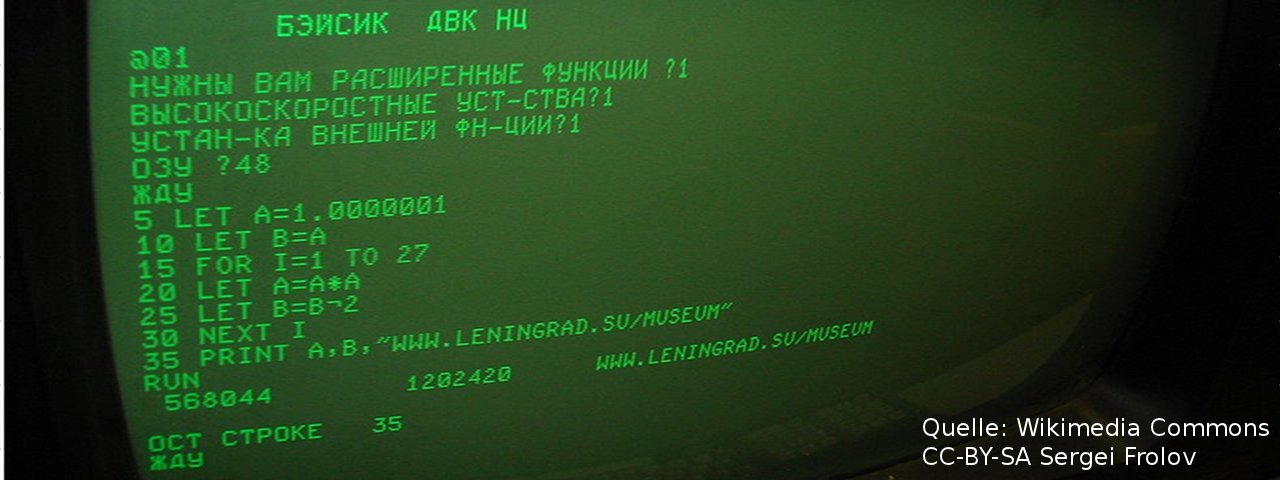 БЭЙСИК ДВК НЦ
@01
НУЖНЫ ВАМ РАСШИРЕННЫЕ ФУНКЦИИ ?1
ВЫСОКОСКОРОСТНЫЕ УСТ-СТВА?1
УСТАН-КА ВНЕШНЕЙ ФН-ЦИИ?1
ОЗУ ?48
ЖДУ
5 LET A=1.0000001
10 LET B=A
15 FOR I=1 TO 27
20 LET A=A*A
25 LET B=B¬2
30 NEXT I
35 PRINT A,B,"WWW.LENINGRAD.SU/MUSEUM"
RUN
568044 1202420 WWW.LENINGRAD.SU/MUSEUM
ОСТ СТРОКЕ 35
ЖДУ
Quelle: Wikimedia Commons
CC-BY-SA Sergei Frolov